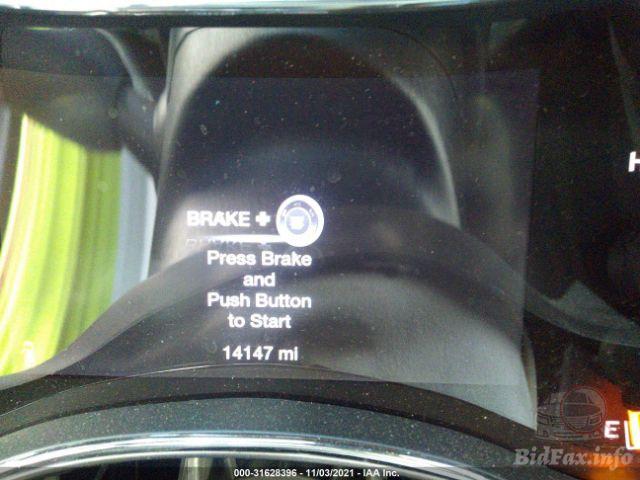 BRAKE +
Press Brake
and
Push Button
to Start
14147 mi
H
E
BidFax.info
000-31628396 - 11/03/2021 - IAA Inc.